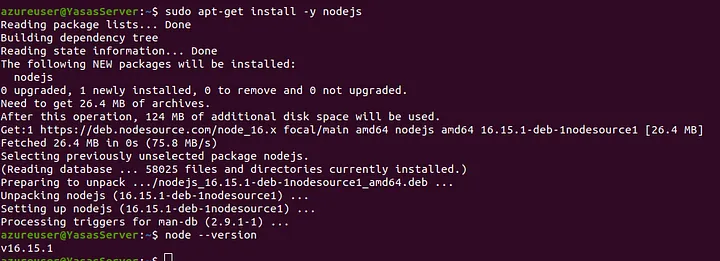 azureuser@YasasServer:~$ sudo apt-get install -y nodejs
Reading package lists... Done
Building dependency tree
Reading state information... Done
The following NEW packages will be installed:
  nodejs
0 upgraded, 1 newly installed, 0 to remove and 0 not upgraded.
Need to get 26.4 MB of archives.
After this operation, 124 MB of additional disk space will be used.
Get:1 https://deb.nodesource.com/node_16.x focal/main amd64 nodejs amd64 16.15.1-deb-1nodesource1 [26.4 MB]
Fetched 26.4 MB in 0s (75.8 MB/s)
Selecting previously unselected package nodejs.
(Reading database ... 58025 files and directories currently installed.)
Preparing to unpack .../nodejs_16.15.1-deb-1nodesource1_amd64.deb ...
Unpacking nodejs (16.15.1-deb-1nodesource1) ...
Setting up nodejs (16.15.1-deb-1nodesource1) ...
Processing triggers for man-db (2.9.1-1) ...
azureuser@YasasServer:~$ node --version
v16.15.1
azureuser@YasasServer:~$